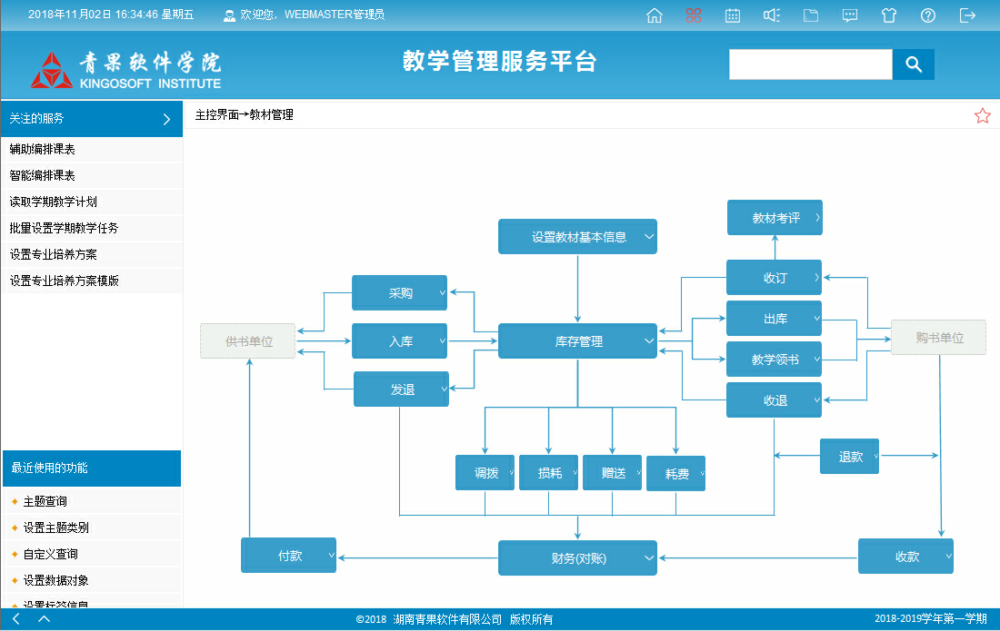 2018年11月02日 16:34:46 星期五
欢迎您，WEBMASTER管理员
青果软件学院
KINGOSOFT INSTITUTE
教学管理服务平台
关注的服务
主控界面→教材管理
辅助编排课表
智能编排课表
读取学期教学计划
批量设置学期教学任务
设置专业培养方案
设置专业培养方案模版
教材考评
设置教材基本信息
收订
采购
出库
供书单位
入库
库存管理
购书单位
教学领书
发退
收退
退款
调拨
损耗
赠送
耗费
付款
财务(对账)
收款
最近使用的功能
主题查询
设置主题类别
自定义查询
设置数据对象
设置标签信息
©2018 湖南青果软件有限公司 版权所有
2018-2019学年第一学期